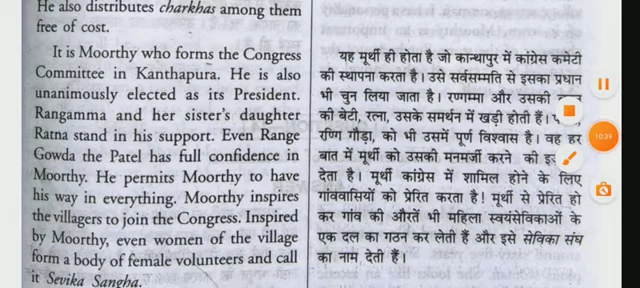 He also distributes charkhas among them
free of cost.
It is Moorthy who forms the Congress
Committee in Kanthapura. He is also
unanimously elected as its President.
Rangamma and her sister's daughter
Ratna stand in his support. Even Range
Gowda the Patel has full confidence in
Moorthy. He permits Moorthy to have
his way in everything. Moorthy inspires
the villagers to join the Congress. Inspired
by Moorthy, even women of the village
form a body of female volunteers and call
it Sevika Sangha.
यह मूर्थी ही होता है जो कान्थापुर में कांग्रेस कमेटी
की स्थापना करता है। उसे सर्वसम्मति से इसका प्रधान
भी चुन लिया जाता है। रणगम्मा और उसकी
की बेटी, रत्ना, उसके समर्थन में खड़ी होती हैं।
रण्गि गौड़ा, को भी उसमें पूर्ण विश्वास है। वह हर
बात में मूर्थी को उसकी मनमर्जी करने की
देता है। मूर्थी कांग्रेस में शामिल होने के लिए
गांववासियों को प्रेरित करता है! मूर्थी से प्रेरित हो
कर गांव की औरतें भी महिला स्वयंसेविकाओं के
एक दल का गठन कर लेती हैं और इसे सेविका संघ
का नाम देती हैं।
10:39